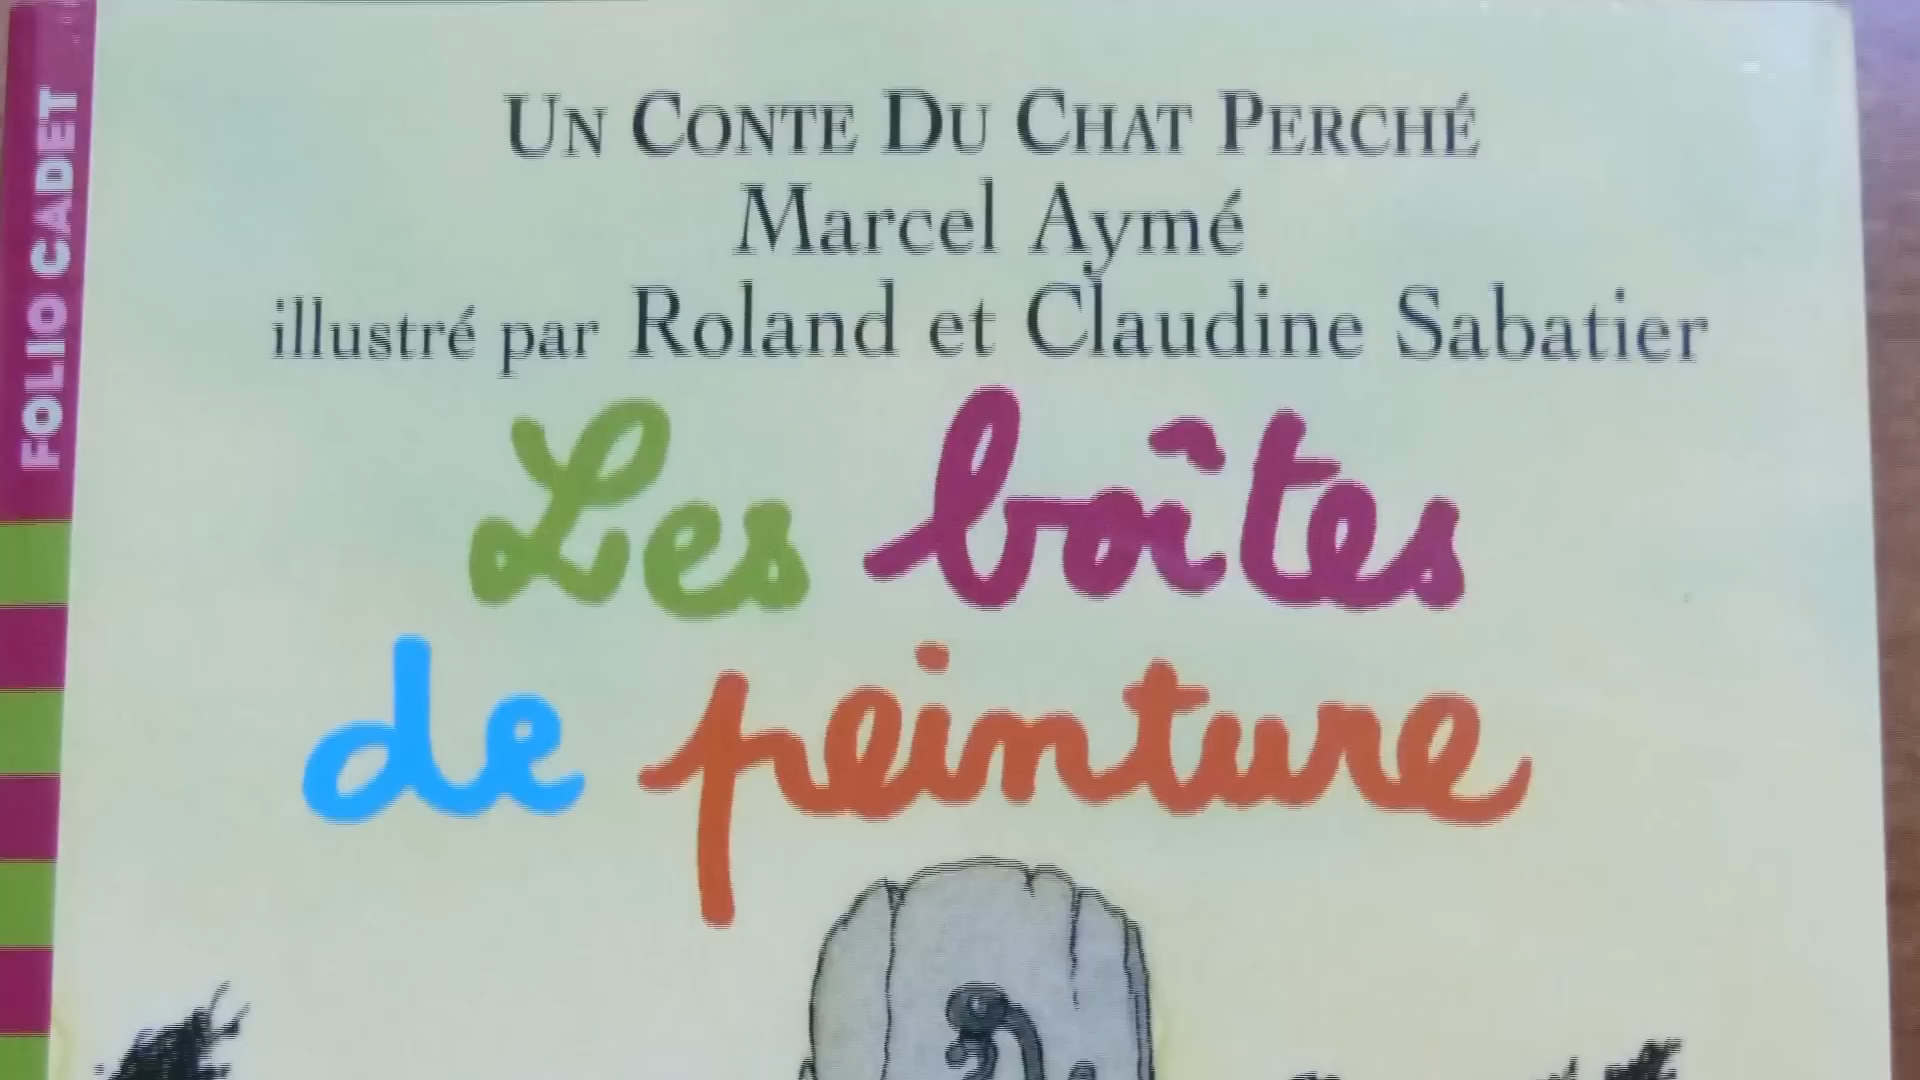 FOLIO CADET
UN CONTE DU CHAT PERCHÉ
Marcel Aymé
illustré par Roland et Claudine Sabatier
Les boîtes
de peinture